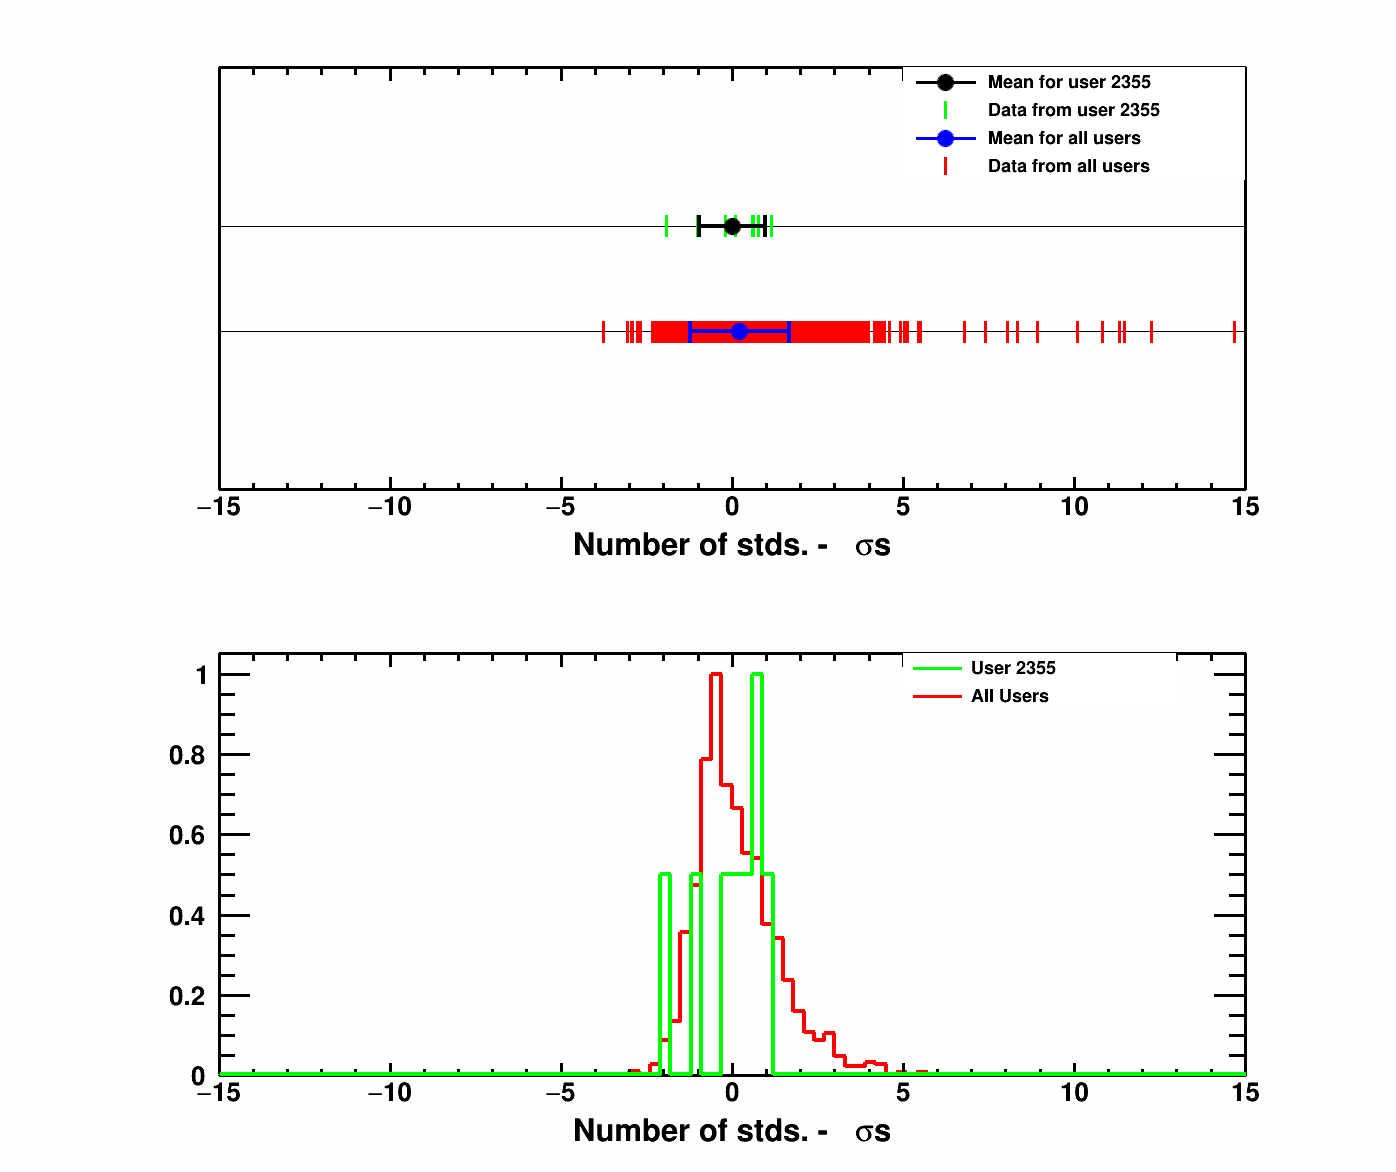 Mean for user 2355
Data from user 2355
Mean for all users
Data from all users
−15 −10 −5 0 5 10 15
Number of stds. - σs
User 2355
All Users
1
0.8
0.6
0.4
0.2
0
−15 −10 −5 0 5 10 15
Number of stds. - σs